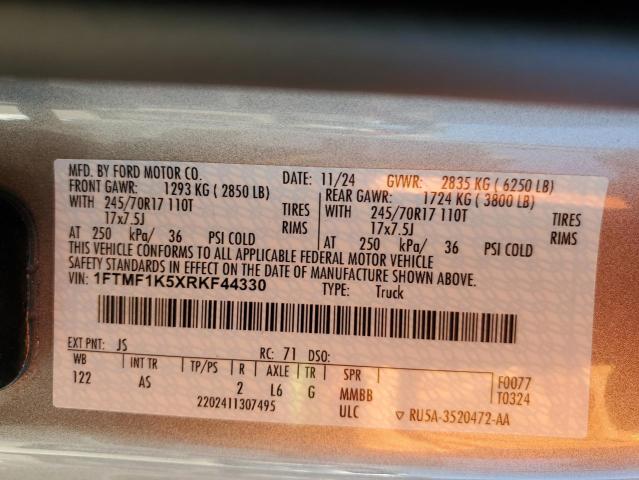 MFD. BY FORD MOTOR CO. DATE: 11/24 GVWR: 2835 KG ( 6250 LB)
FRONT GAWR: 1293 KG ( 2850 LB) REAR GAWR: 1724 KG ( 3800 LB)
WITH 245/70R17 110T TIRES WITH 245/70R17 110T TIRES
17x7.5J RIMS 17x7.5J RIMS
AT 250 kPa/ 36 PSI COLD AT 250 kPa/ 36 PSI COLD
THIS VEHICLE CONFORMS TO ALL APPLICABLE FEDERAL MOTOR VEHICLE
SAFETY STANDARDS IN EFFECT ON THE DATE OF MANUFACTURE SHOWN ABOVE.
VIN: 1FTMF1K5XRKF44330 TYPE: Truck
EXT PNT: JS RC: 71 DSO:
WB INT TR TP/PS R AXLE TR SPR F0077
122 AS 2 L6 G MMBB T0324
2202411307495 ULC ▽ RU5A-3520472-AA